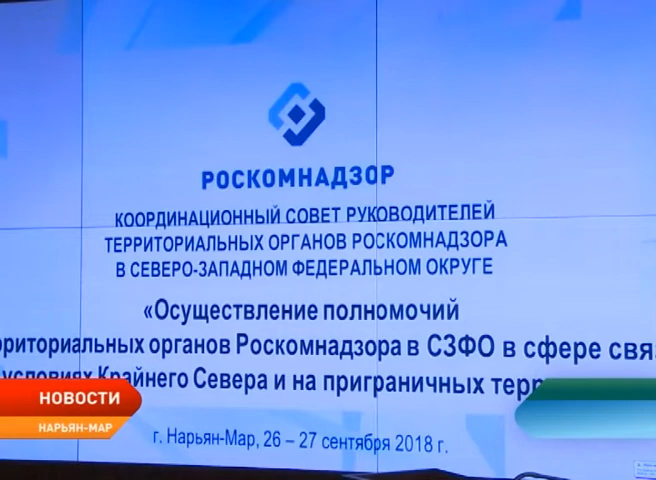 РОСКОМНАДЗОР
КООРДИНАЦИОННЫЙ СОВЕТ РУКОВОДИТЕЛЕЙ
ТЕРРИТОРИАЛЬНЫХ ОРГАНОВ РОСКОМНАДЗОРА
В СЕВЕРО-ЗАПАДНОМ ФЕДЕРАЛЬНОМ ОКРУГЕ
«Осуществление полномочий
рриториальных органов Роскомнадзора в СЗФО в сфере свя
условиях Крайнего Севера и на приграничных терр
НОВОСТИ
НАРЬЯН-МАР
г. Нарьян-Мар, 26 – 27 сентября 2018 г.